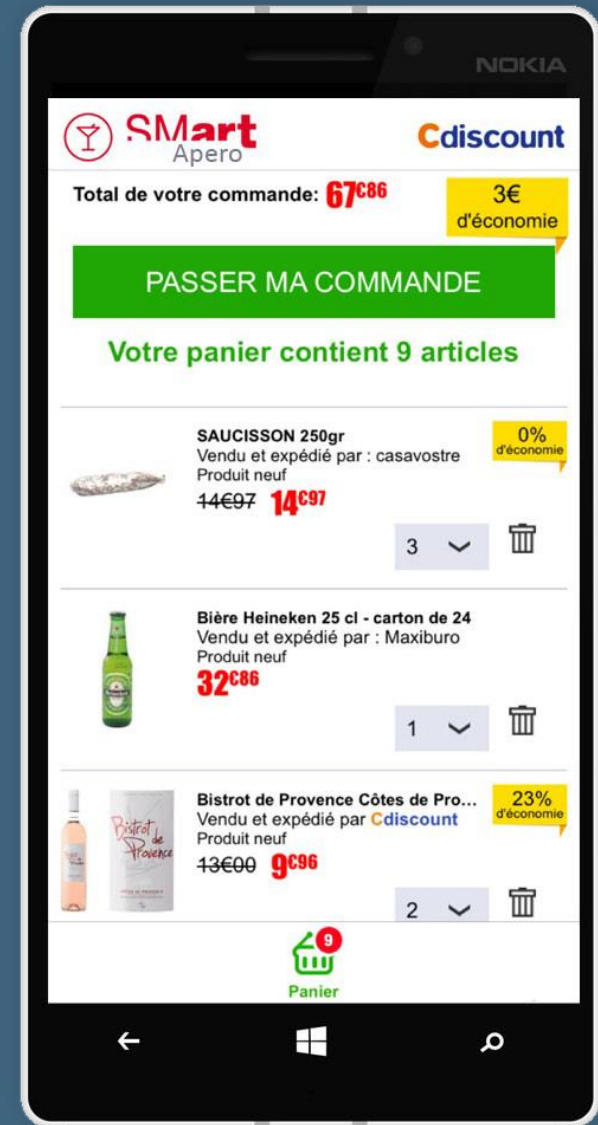 NOKIA
SMart
Apero
Cdiscount
Total de votre commande: 67€86
3€
d'économie
PASSER MA COMMANDE
Votre panier contient 9 articles
SAUCISSON 250gr
0%
d'économie
Vendu et expédié par : casavostre
Produit neuf
14€97 14€97
3
Bière Heineken 25 cl - carton de 24
Vendu et expédié par : Maxiburo
Produit neuf
32€86
1
Bistrot de Provence Côtes de Pro...
23%
d'économie
Vendu et expédié par Cdiscount
Produit neuf
13€00 9€96
2
Bistrot
de
Provence
9
Panier